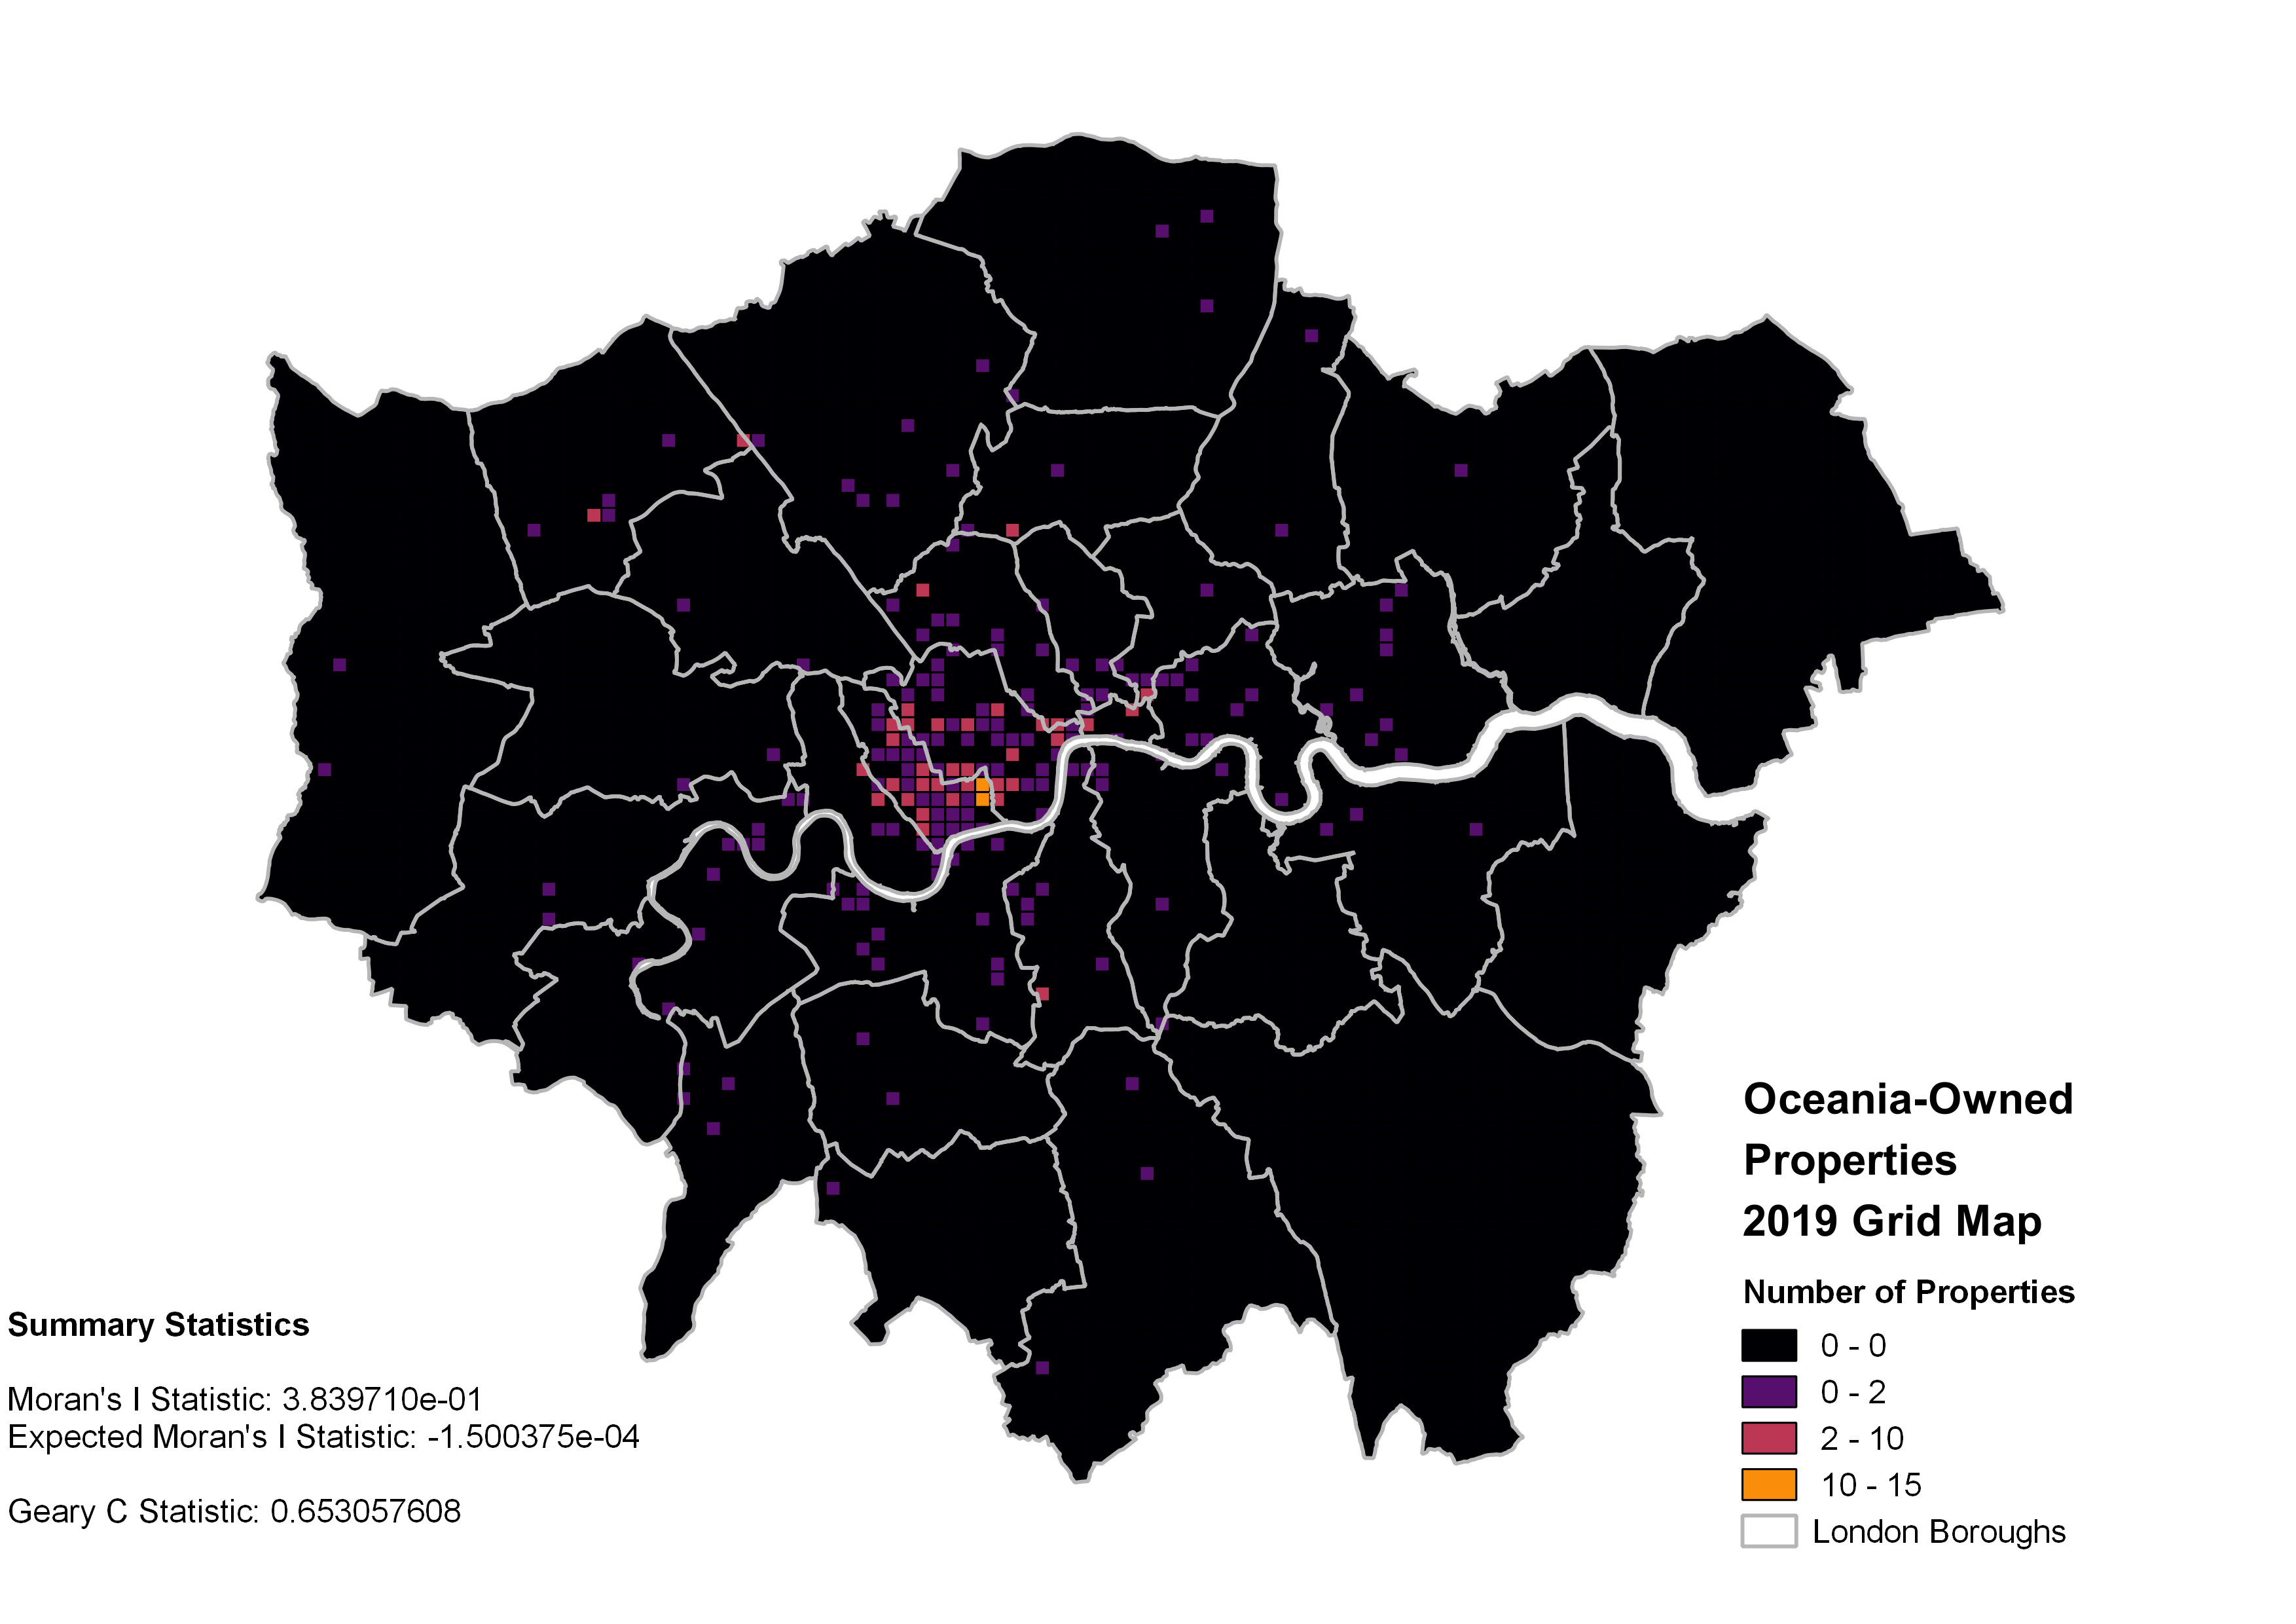 Oceania-Owned
Properties
2019 Grid Map
Number of Properties
0 - 0
0 - 2
2 - 10
10 - 15
London Boroughs
Summary Statistics
Moran's I Statistic: 3.839710e-01
Expected Moran's I Statistic: -1.500375e-04
Geary C Statistic: 0.653057608